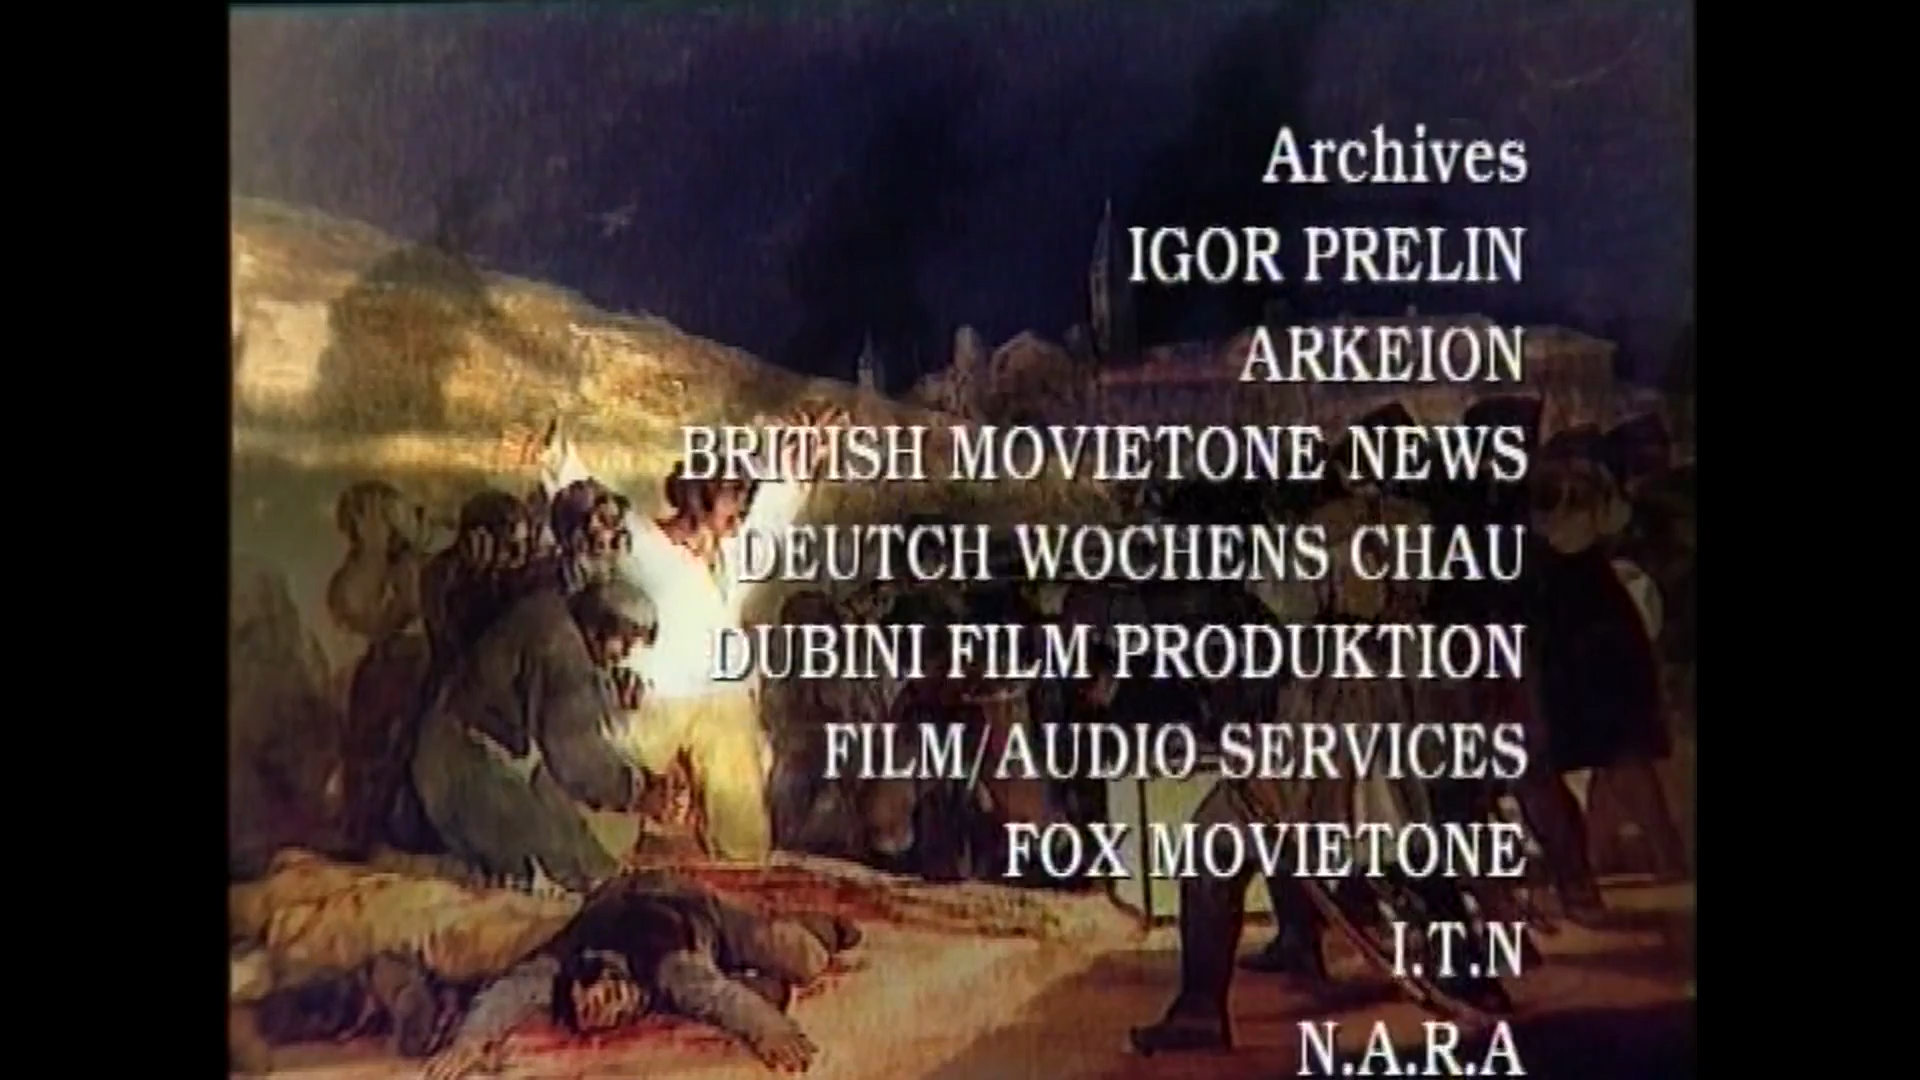 Archives
IGOR PRELIN
ARKEION
BRITISH MOVIETONE NEWS
DEUTCH WOCHENS CHAU
DUBINI FILM PRODUKTION
FILM/AUDIO SERVICES
FOX MOVIETONE
I.T.N
N.A.R.A